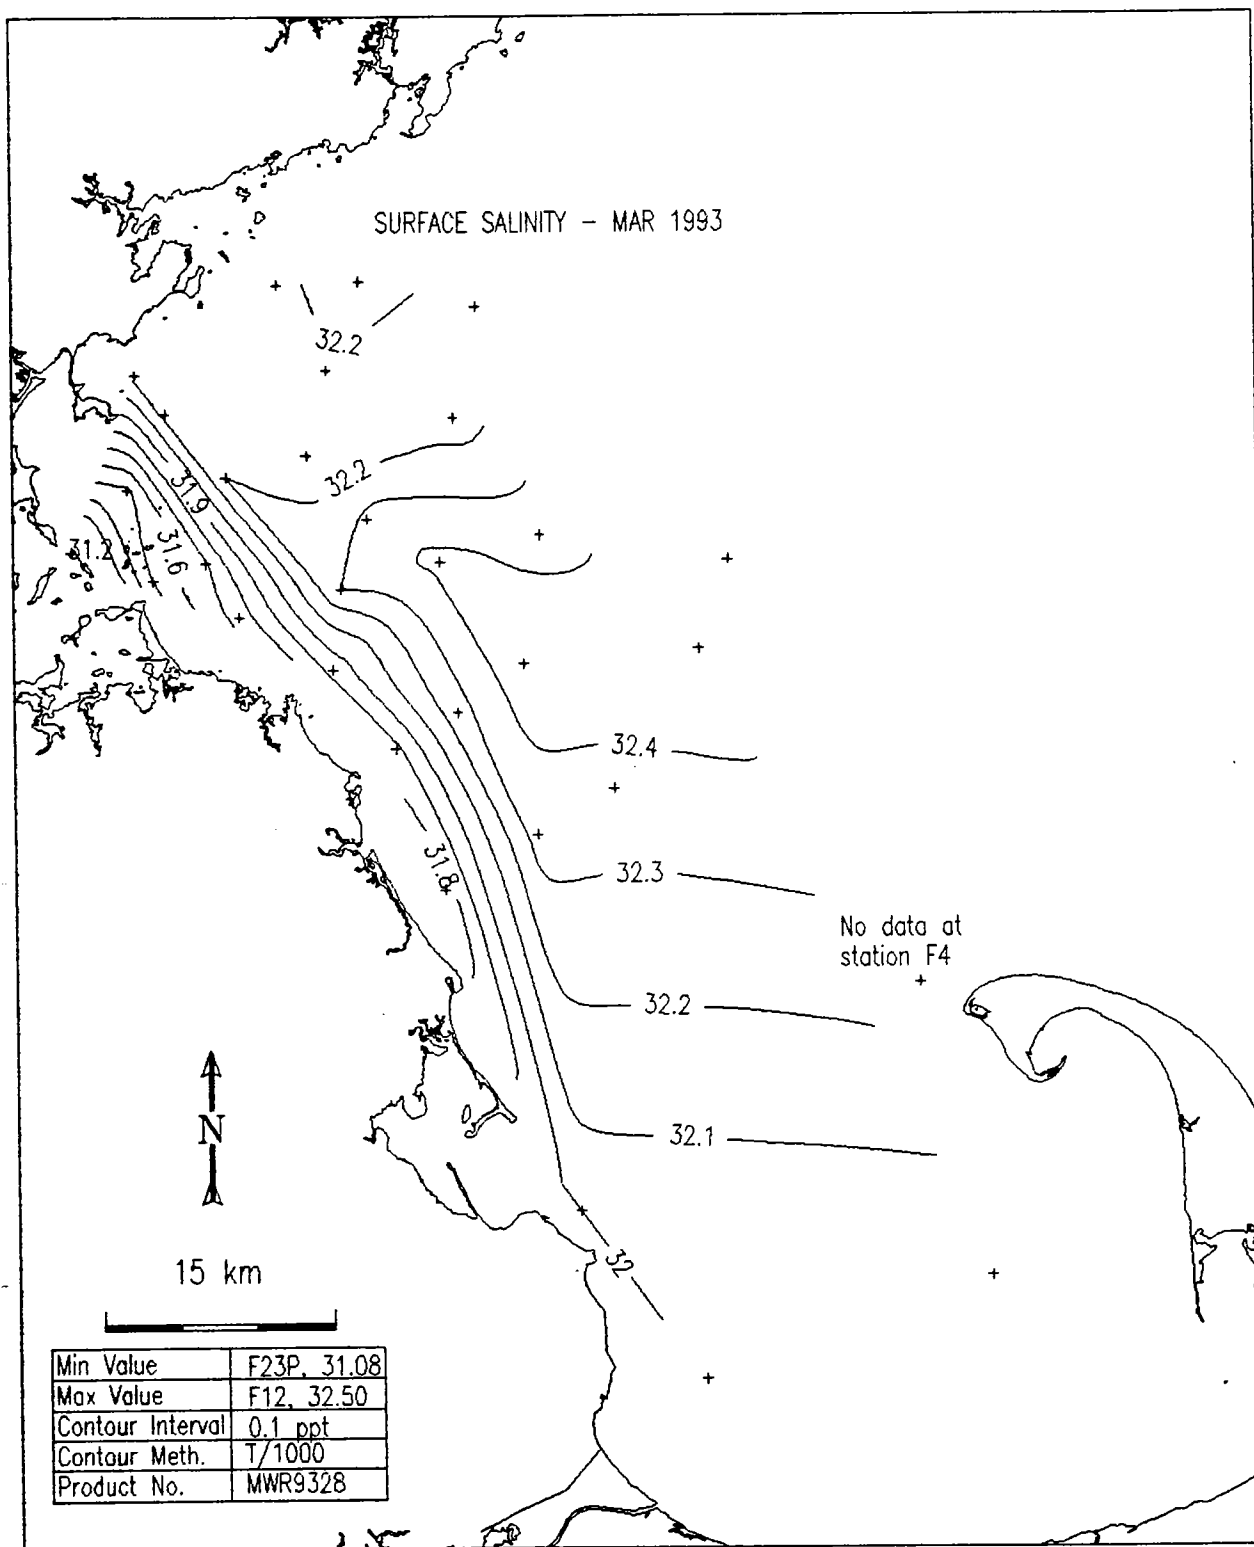 SURFACE SALINITY – MAR 1993
32.2
32.2
31.9
31.2
31.6
32.4
31.8
32.3
No data at
station F4
32.2
32.1
N
32
15 km
Min Value F23P, 31.08
Max Value F12, 32.50
Contour Interval 0.1 ppt
Contour Meth. T/1000
Product No. MWR9328